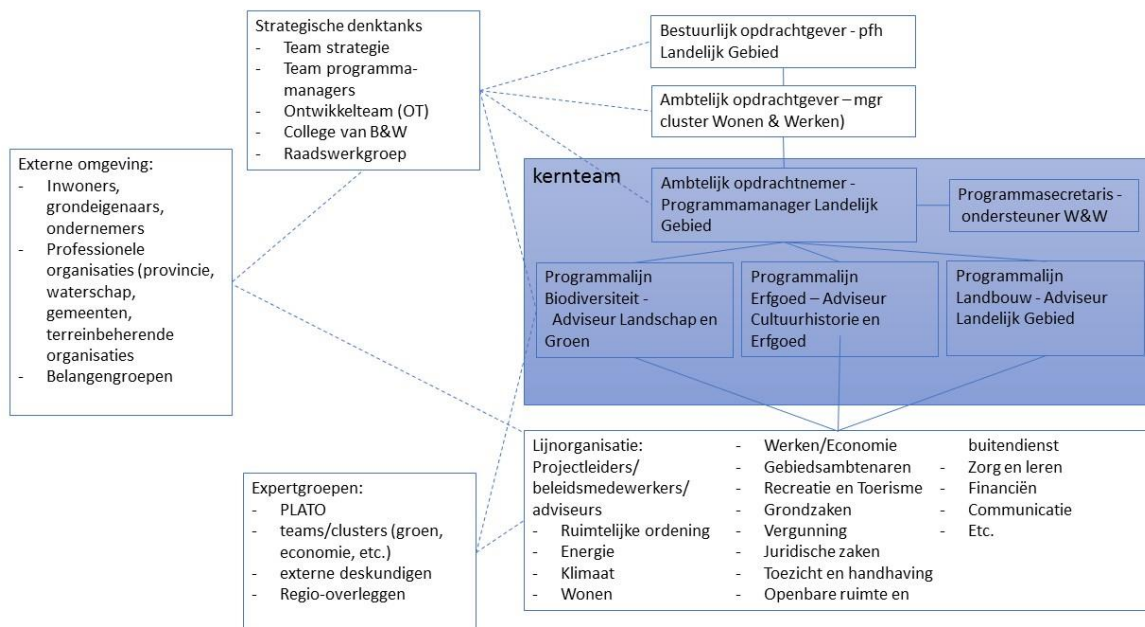 Strategische denktanks
- Team strategie
- Team programma-
managers
- Ontwikkelteam (OT)
- College van B&W
- Raadswerkgroep
Bestuurlijk opdrachtgever - pfh
Landelijk Gebied
Ambtelijk opdrachtgever – mgr
cluster Wonen & Werken)
Externe omgeving:
- Inwoners,
grondeigenaars,
ondernemers
- Professionele
organisaties (provincie,
waterschap,
gemeenten,
terreinbeherende
organisaties
- Belangengroepen
kernteam
Ambtelijk opdrachtnemer -
Programmamanager Landelijk
Gebied
Programmasecretaris -
ondersteuner W&W
Programmalijn
Biodiversiteit -
Adviseur Landschap en
Groen
Programmalijn
Erfgoed – Adviseur
Cultuurhistorie en
Erfgoed
Programmalijn
Landbouw - Adviseur
Landelijk Gebied
Expertgroepen:
- PLATO
- teams/clusters (groen,
economie, etc.)
- externe deskundigen
- Regio-overleggen
Lijnorganisatie:
Projectleiders/
beleidsmedewerkers/
adviseurs
- Ruimtelijke ordening
- Energie
- Klimaat
- Wonen
- Werken/Economie
- Gebiedsambtenaren
- Recreatie en Toerisme
- Grondzaken
- Vergunning
- Juridische zaken
- Toezicht en handhaving
- Openbare ruimte en
buitendienst
- Zorg en leren
- Financiën
- Communicatie
- Etc.